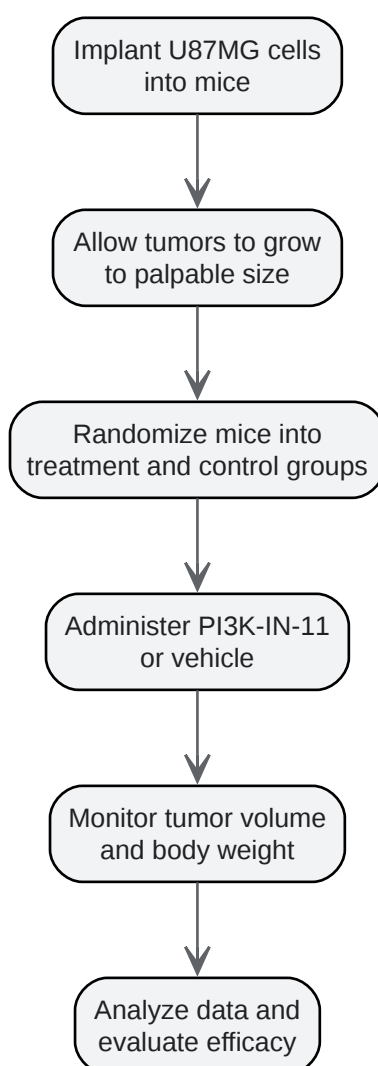 Implant U87MG cells
into mice
Allow tumors to grow
to palpable size
Randomize mice into
treatment and control groups
Administer PI3K-IN-11
or vehicle
Monitor tumor volume
and body weight
Analyze data and
evaluate efficacy